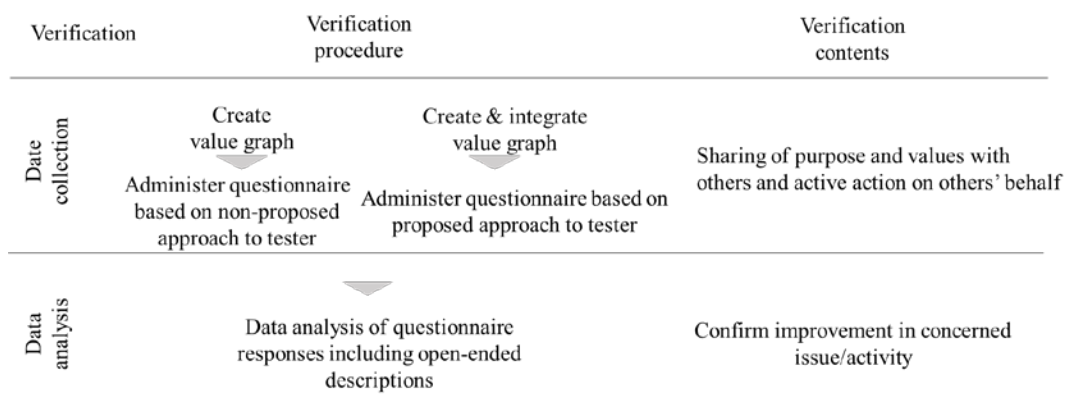 Verification
Verification
procedure
Verification
contents
Date
collection
Create
value graph
Administer questionnaire
based on non-proposed
approach to tester
Create & integrate
value graph
Administer questionnaire based on
proposed approach to tester
Sharing of purpose and values with
others and active action on others' behalf
Data
analysis
Data analysis of questionnaire
responses including open-ended
descriptions
Confirm improvement in concerned
issue/activity